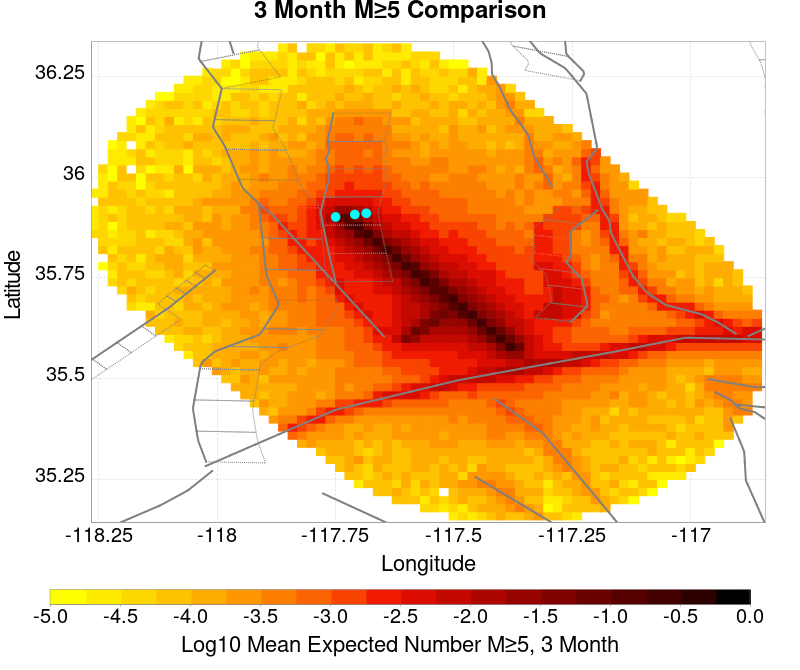 3 Month M≥5 Comparison
36.25
36
35.75
35.5
35.25
Latitude
-118.25 -118 -117.75 -117.5 -117.25 -117
Longitude
-5.0 -4.5 -4.0 -3.5 -3.0 -2.5 -2.0 -1.5 -1.0 -0.5 0.0
Log10 Mean Expected Number M≥5, 3 Month